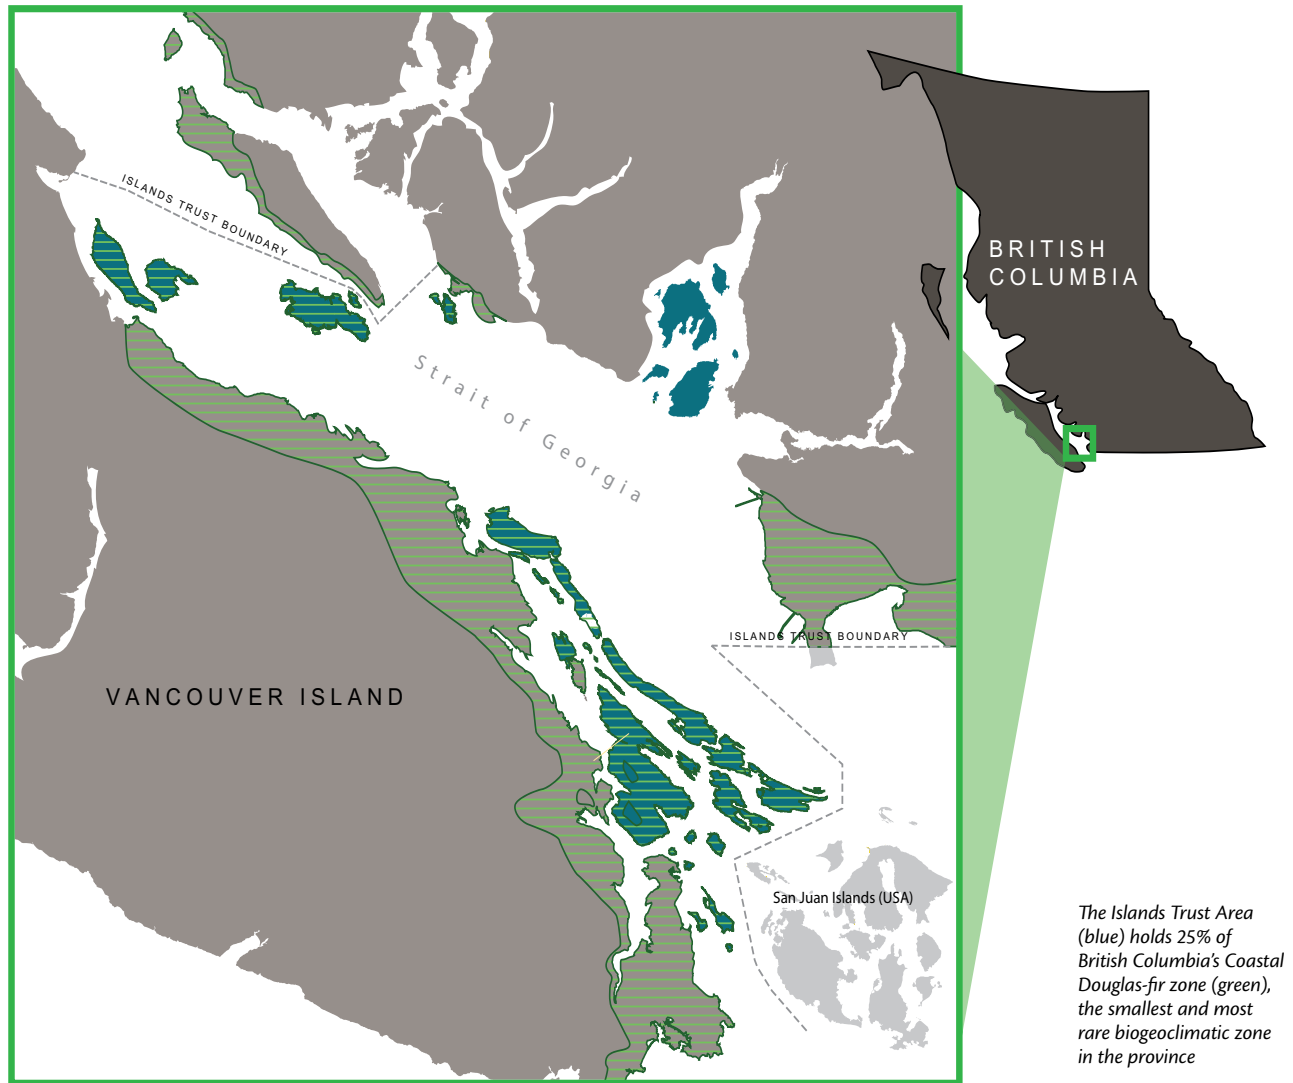 ISLANDS TRUST BOUNDARY
BRITISH
COLUMBIA
Strait of Georgia
ISLANDS TRUST BOUNDARY
VANCOUVER ISLAND
San Juan Islands (USA)
The Islands Trust Area
(blue) holds 25% of
British Columbia's Coastal
Douglas-fir zone (green),
the smallest and most
rare biogeoclimatic zone
in the province